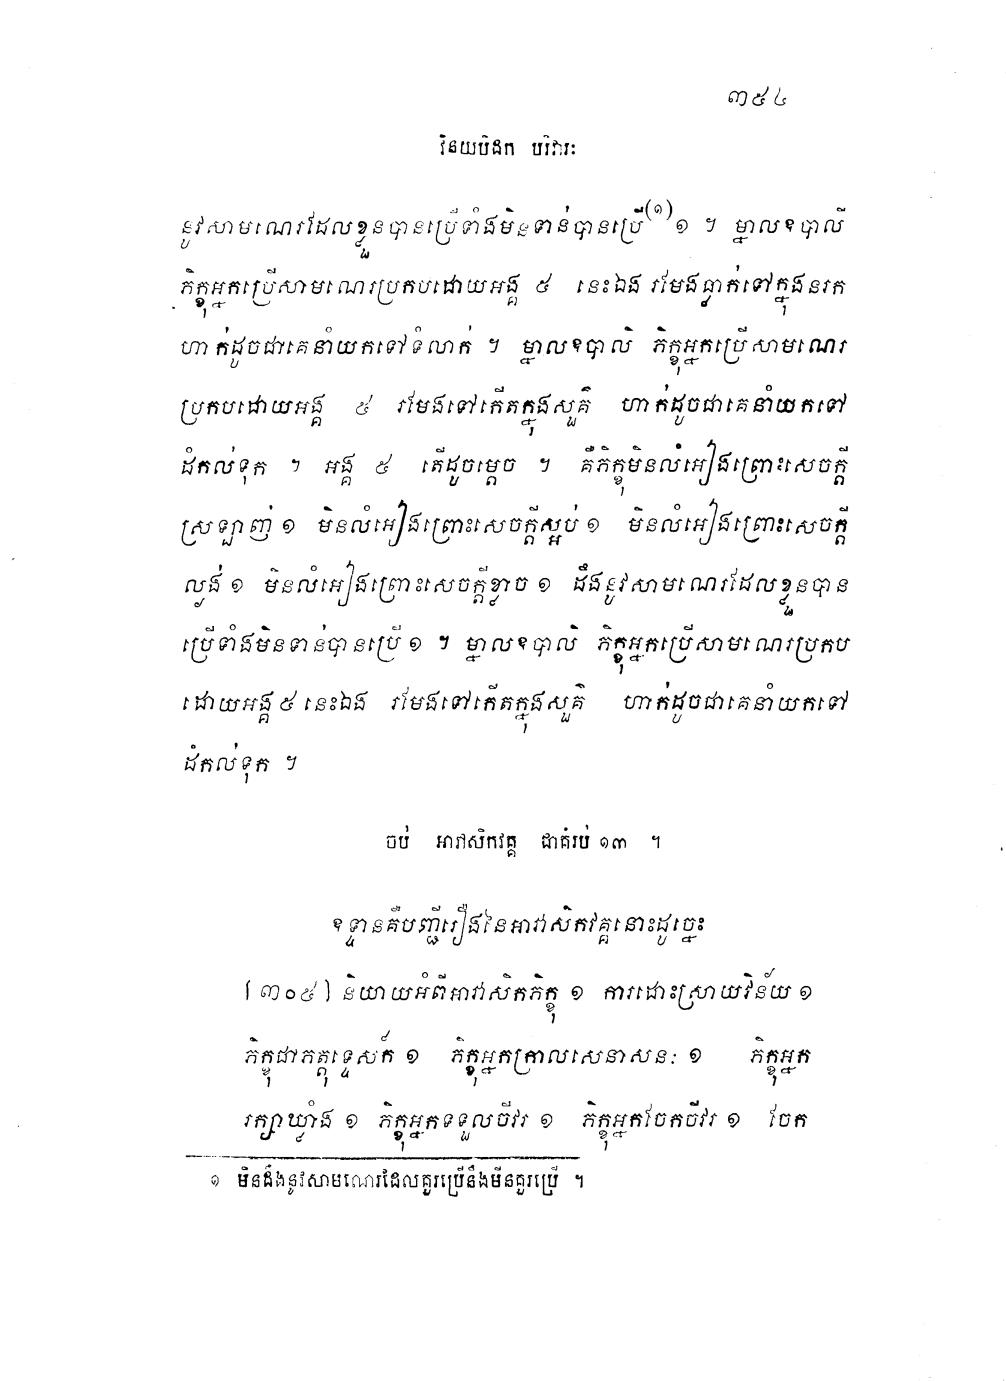 ៣៥៤
វិនយបិដក បរិវារៈ
នូវសាមណេរដែលខ្លួនបានប្រើទាំងមិនទាន់បានប្រើ(១)១ ។ ម្នាលឧបាលី
ភិក្ខុអ្នកប្រើសាមណេរប្រកបដោយអង្គ ៥ នេះឯង រមែងធ្លាក់ទៅក្នុងនរក
ហាក់ដូចជាគេនាំយកទៅទំលាក់ ។ ម្នាលឧបាលិ ភិក្ខុអ្នកប្រើសាមណេរ
ប្រកបដោយអង្គ ៥ រមែងទៅកើតក្នុងសួគ៌ ហាក់ដូចជាគេនាំយកទៅ
ដំកល់ទុក ។ អង្គ ៥ តើដូចម្តេច ។ គឺភិក្ខុមិនលំអៀងព្រោះសេចក្តី
ស្រឡាញ់ ១ មិនលំអៀងព្រោះសេចក្តីស្អប់ ១ មិនលំអៀងព្រោះសេចក្តី
ល្ងង់ ១ មិនលំអៀងព្រោះសេចក្តីខ្លាច ១ ដឹងនូវសាមណេរដែលខ្លួនបាន
ប្រើទាំងមិនទាន់បានប្រើ ១ ។ ម្នាលឧបាលិ ភិក្ខុអ្នកប្រើសាមណេរប្រកប
ដោយអង្គ ៥ នេះឯង រមែងទៅកើតក្នុងសួគ៌ ហាក់ដូចជាគេនាំយកទៅ
ដំកល់ទុក ។
ចប់ អាវាសិកវគ្គ ជាគំរប់ ១៣ ។
ឧទ្ទានគឺបញ្ជីរឿងនៃអាវាសិកវគ្គនោះដូច្នេះ
[៣០៥] និយាយអំពីអាវាសិកភិក្ខុ ១ ការដោះស្រាយវិន័យ ១
ភិក្ខុជាភត្តុទ្ទេសក៍ ១ ភិក្ខុអ្នកក្រាលសេនាសនៈ ១ ភិក្ខុអ្នក
រក្សាឃ្លាំង ១ ភិក្ខុអ្នកទទួលចីវរ ១ ភិក្ខុអ្នកចែកចីវរ ១ ចែក
១ មិនដឹងនូវសាមណេរដែលគួរប្រើនឹងមិនគួរប្រើ ។